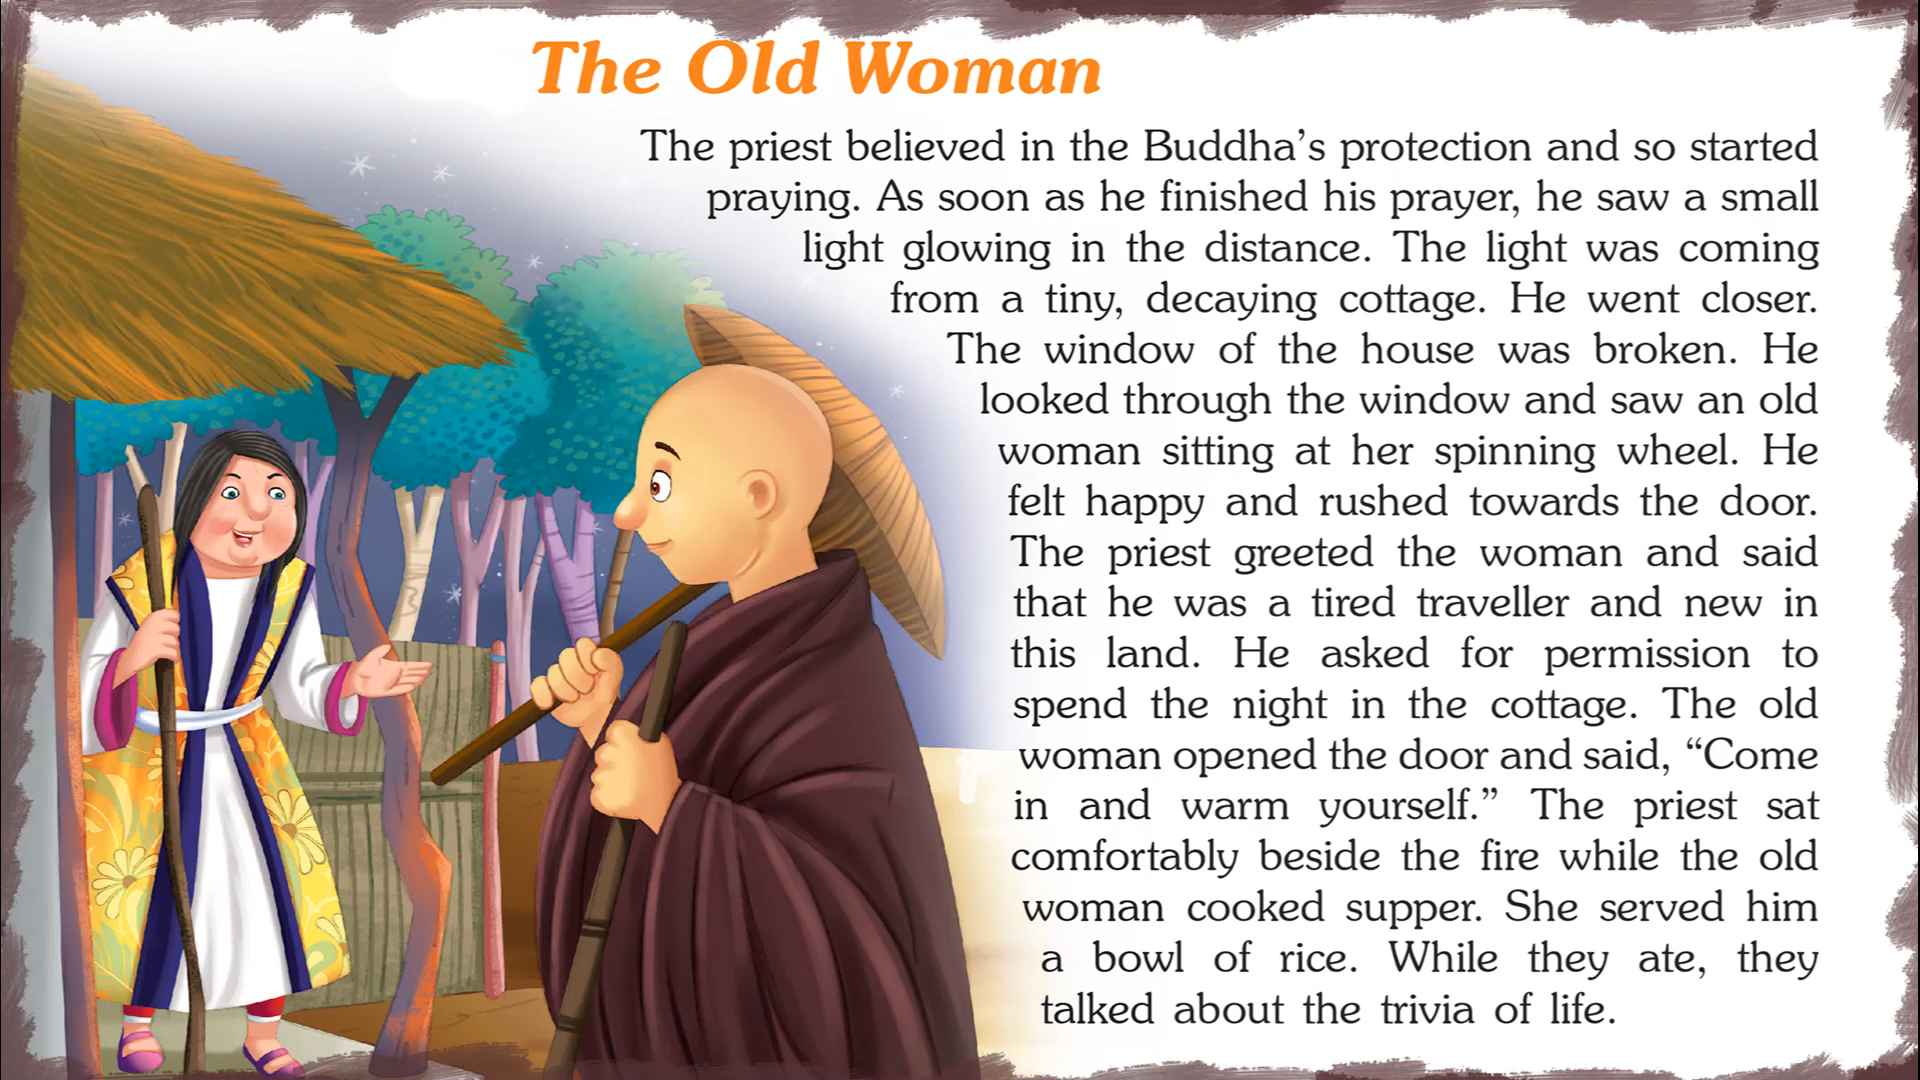 The Old Woman
The priest believed in the Buddha’s protection and so started
praying. As soon as he finished his prayer, he saw a small
light glowing in the distance. The light was coming
from a tiny, decaying cottage. He went closer.
The window of the house was broken. He
looked through the window and saw an old
woman sitting at her spinning wheel. He
felt happy and rushed towards the door.
The priest greeted the woman and said
that he was a tired traveller and new in
this land. He asked for permission to
spend the night in the cottage. The old
woman opened the door and said, “Come
in and warm yourself.” The priest sat
comfortably beside the fire while the old
woman cooked supper. She served him
a bowl of rice. While they ate, they
talked about the trivia of life.